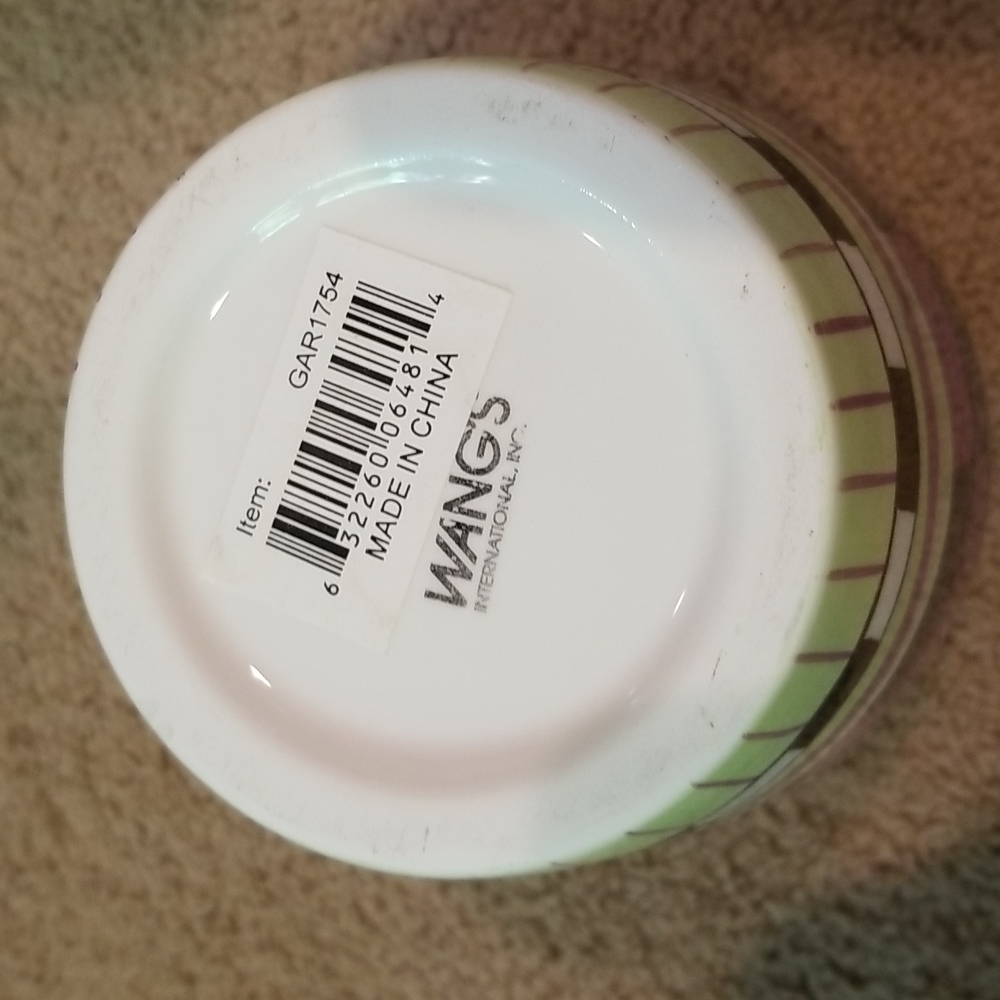 Item: GAR1754
6 32260 06481 4
MADE IN CHINA
WANG'S
INTERNATIONAL, INC.